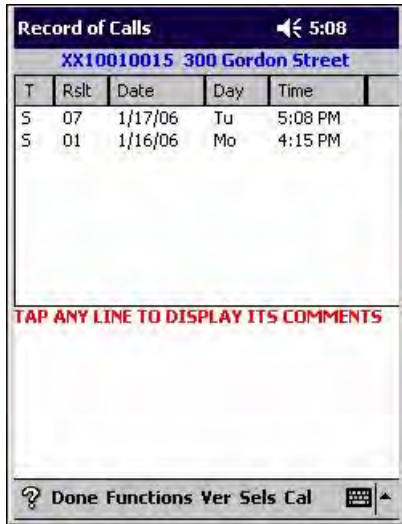 Record of Calls 5:08
XX10010015 300 Gordon Street
T Rslt Date Day Time
S 07 1/17/06 Tu 5:08 PM
S 01 1/16/06 Mo 4:15 PM
TAP ANY LINE TO DISPLAY ITS COMMENTS
? Done Functions Ver Sels Cal